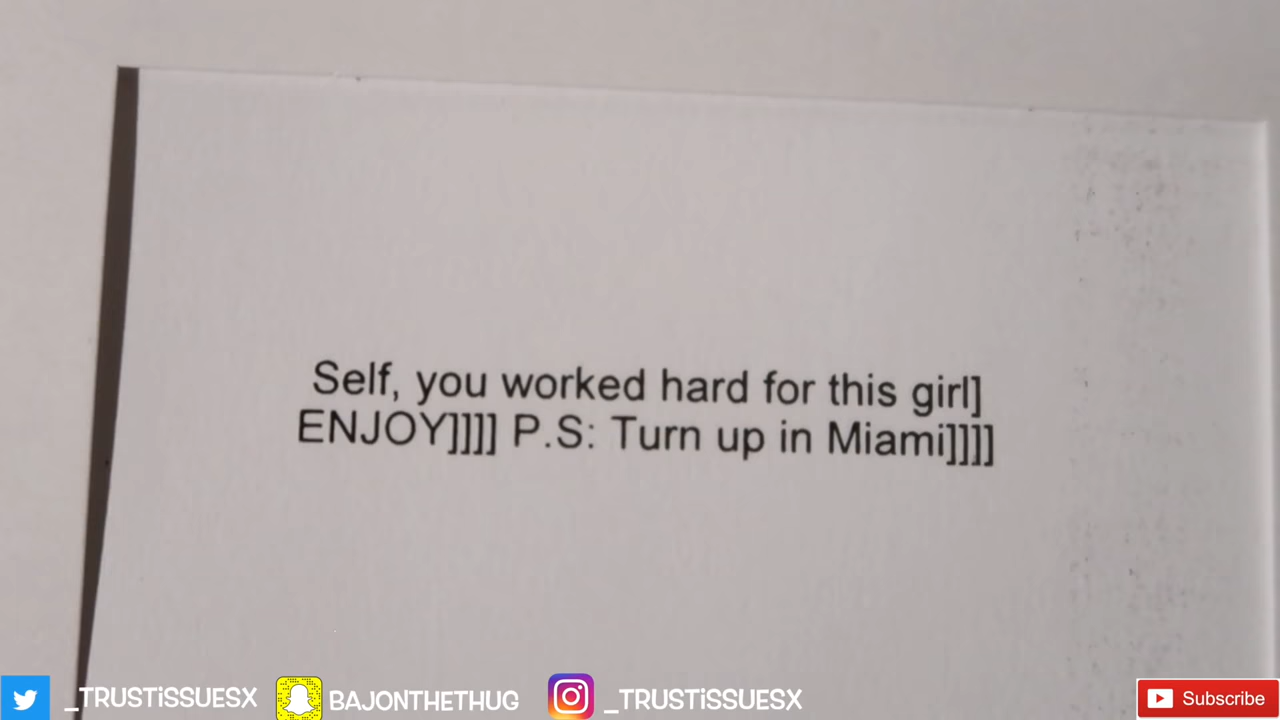 Self, you worked hard for this girl]
ENJOY]]]] P.S: Turn up in Miami]]]]
_TRUSTiSSUESX BAJONTHETHUG _TRUSTiSSUESX Subscribe